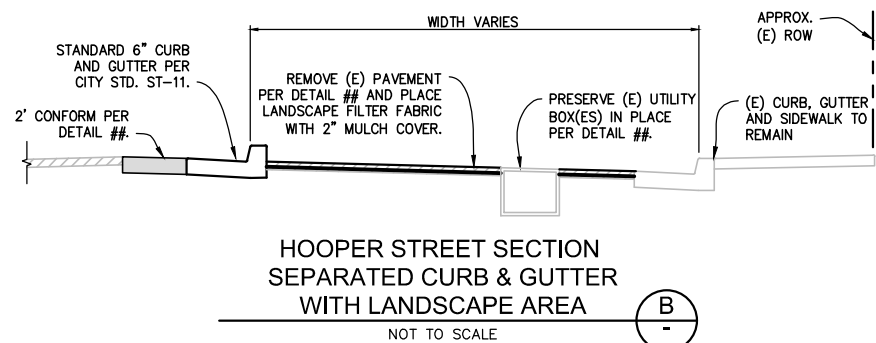 WIDTH VARIES
APPROX.
(E) ROW
STANDARD 6" CURB
AND GUTTER PER
CITY STD. ST-11.
REMOVE (E) PAVEMENT
PER DETAIL ## AND PLACE
LANDSCAPE FILTER FABRIC
WITH 2" MULCH COVER.
PRESERVE (E) UTILITY
BOX(ES) IN PLACE
PER DETAIL ##.
(E) CURB, GUTTER
AND SIDEWALK TO
REMAIN
2' CONFORM PER
DETAIL ##.
HOOPER STREET SECTION
SEPARATED CURB & GUTTER
WITH LANDSCAPE AREA
B
-
NOT TO SCALE